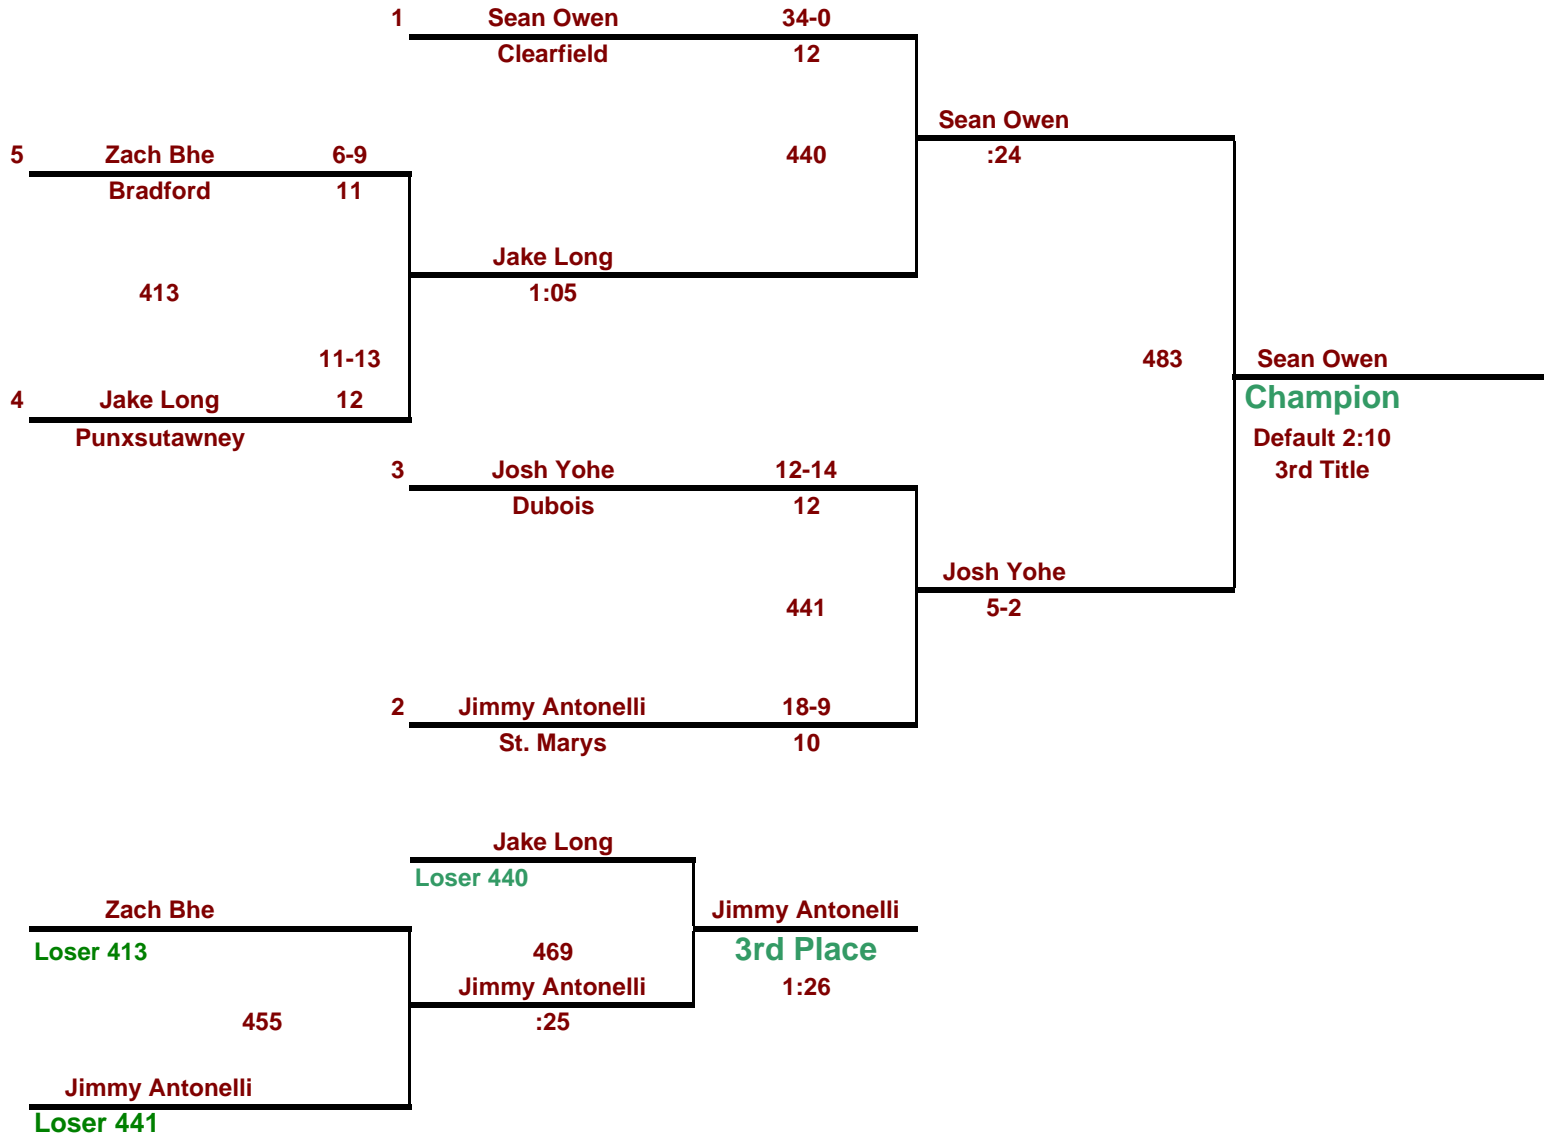 1 Sean Owen 34-0
Clearfield 12
Sean Owen
5 Zach Bhe 6-9 440 :24
Bradford 11
Jake Long
413 1:05
11-13 483 Sean Owen
4 Jake Long 12 Champion
Punxsutawney Default 2:10
3 Josh Yohe 12-14 3rd Title
Dubois 12
Josh Yohe
441 5-2
2 Jimmy Antonelli 18-9
St. Marys 10
Jake Long
Loser 440
Zach Bhe Jimmy Antonelli
Loser 413 469 3rd Place
Jimmy Antonelli 1:26
455 :25
Jimmy Antonelli
Loser 441